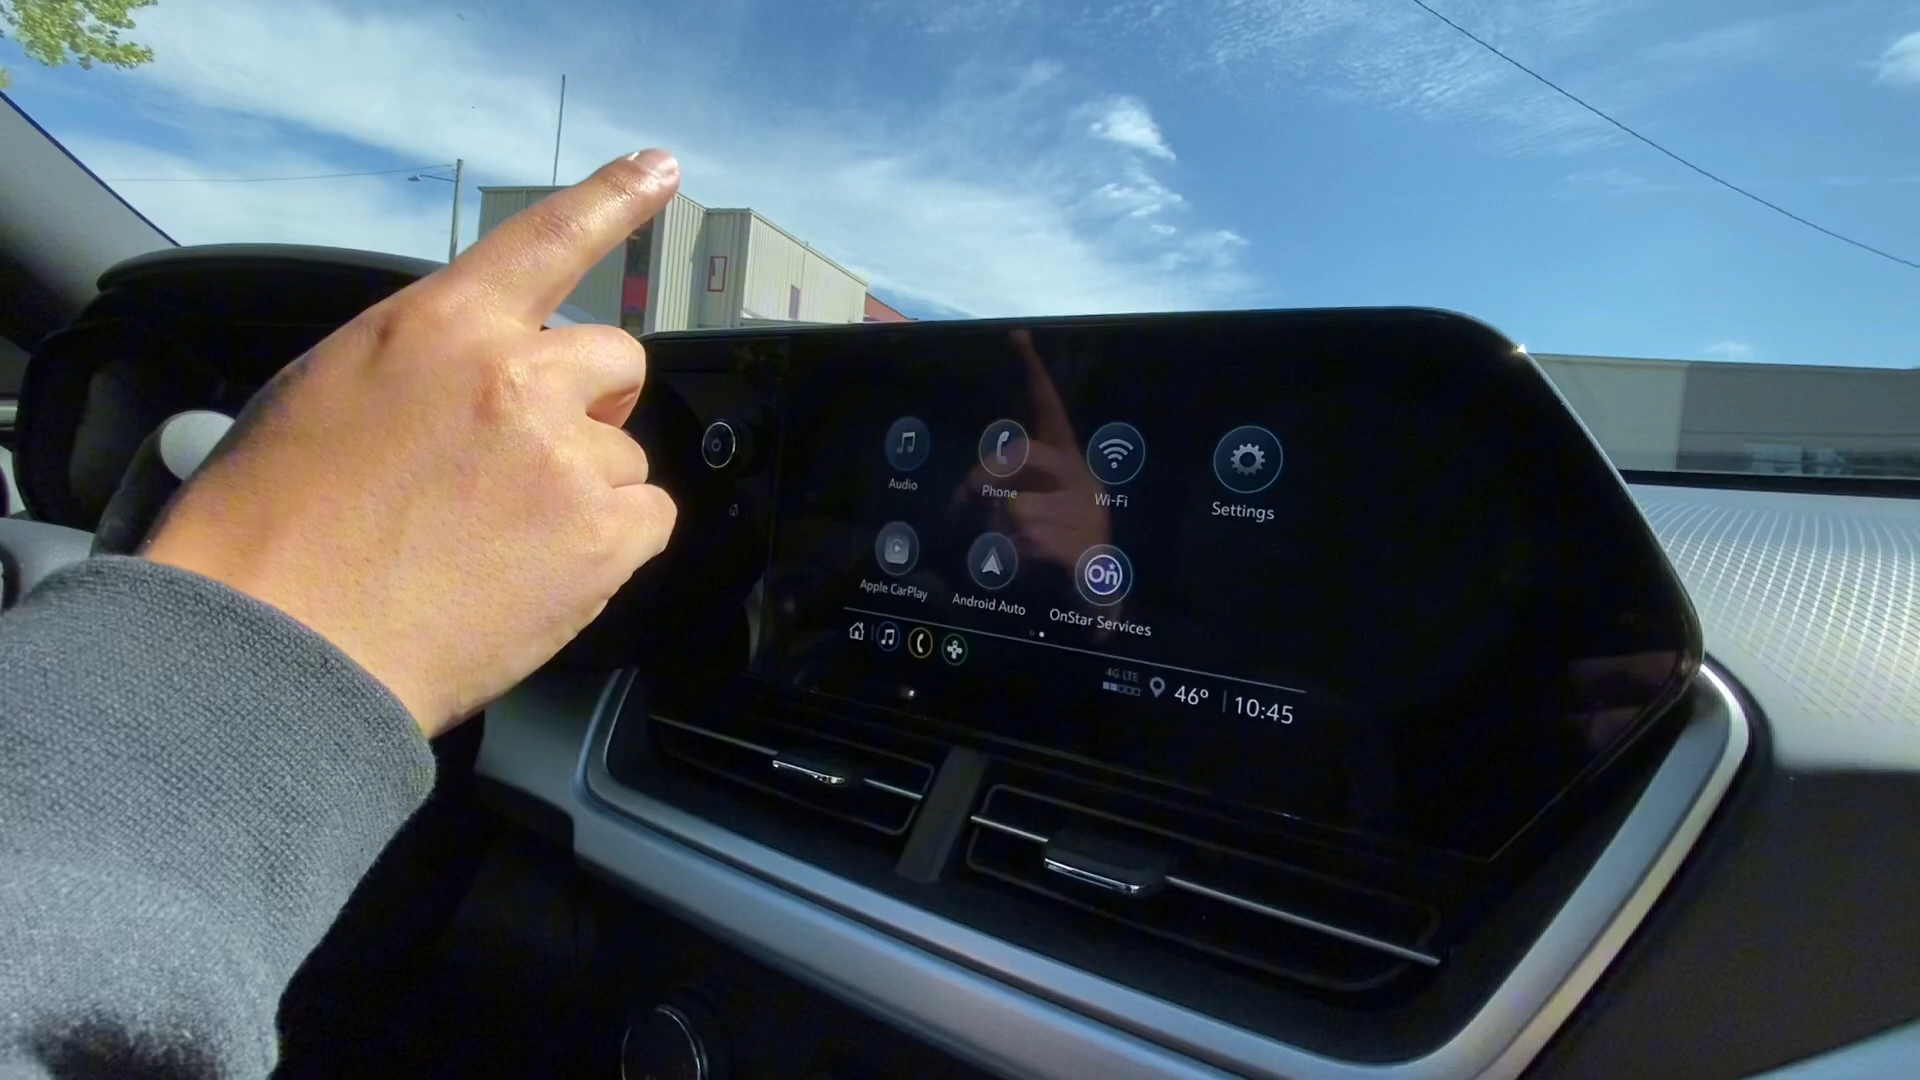 Audio
Phone
Wi-Fi
Settings
Apple CarPlay
Android Auto
On
OnStar Services
4G LTE
46°
10:45